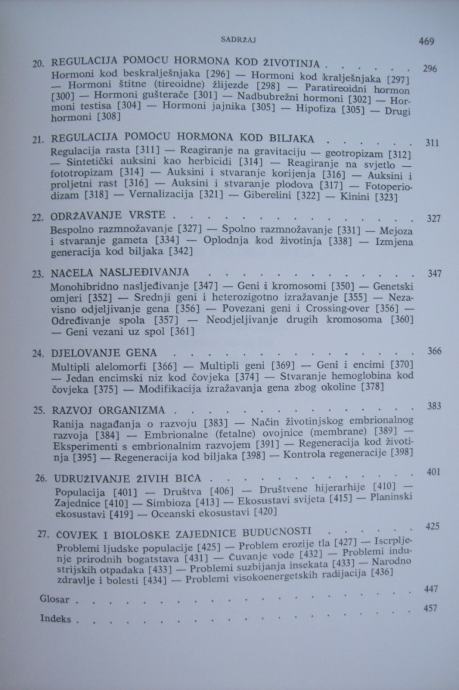 SADRŽAJ 469
20. REGULACIJA POMOCU HORMONA KOD ŽIVOTINJA . . . . . . 296
Hormoni kod beskralješnjaka [296] — Hormoni kod kralješnjaka [297]
— Hormoni štitne (tireoidne) žlijezde [298] — Paratireoidni hormon
[300] — Hormoni gušterače [301] — Nadbubrežni hormoni [302] — Hor-
moni testisa [304] — Hormoni jajnika [305] — Hipofiza [305] — Drugi
hormoni [308]
21. REGULACIJA POMOCU HORMONA KOD BILJAKA . . . . . . 311
Regulacija rasta [311] — Reagiranje na gravitaciju — geotropizam [312]
— Sintetički auksini kao herbicidi [314] — Reagiranje na svjetlo —
fototropizam [314] — Auksini i stvaranje korijenja [316] — Auksini i
proljetni rast [316] — Auksini i stvaranje plodova [317] — Fotoperio-
dizam [318] — Vernalizacija [321] — Giberelini [322] — Kinini [323]
22. ODRŽAVANJE VRSTE . . . . . . . . . . . . 327
Bespolno razmnožavanje [327] — Spolno razmnožavanje [331] — Mejoza
i stvaranje gameta [334] — Oplodnja kod životinja [338] — Izmjena
generacija kod biljaka [342]
23. NAČELA NASLJEĐIVANJA . . . . . . . . . . . 347
Monohibridno nasljeđivanje [347] — Geni i kromosomi [350] — Genetski
omjeri [352] — Srednji geni i heterozigotno izražavanje [355] — Neza-
visno odjeljivanje gena [356] — Povezani geni i Crossing-over [356] —
Određivanje spola [357] — Neodjeljivanje drugih kromosoma [360]
— Geni vezani uz spol [361]
24. DJELOVANJE GENA . . . . . . . . . . . . 366
Multipli alelomorfi [366] — Multipli geni [369] — Geni i encimi [370]
— Jedan encimski niz kod čovjeka [374] — Stvaranje hemoglobina kod
čovjeka [375] — Modifikacija izražavanja gena zbog okoline [378]
25. RAZVOJ ORGANIZMA . . . . . . . . . . . . 383
Ranija nagađanja o razvoju [383] — Način životinjskog embrionalnog
razvoja [384] — Embrionalne (fetalne) ovojnice (membrane) [389] —
Eksperimenti s embrionalnim razvojem [391] — Regeneracija kod životi-
nja [395] — Regeneracija kod biljaka [398] — Kontrola regeneracije [398]
26. UDRUŽIVANJE ŽIVIH BIĆA . . . . . . . . . . 401
Populacija [401] — Društva [406] — Društvene hijerarhije [410] —
Zajednice [410] — Simbioza [413] — Ekosustavi svijeta [415] — Planinski
ekosustavi [419] — Oceanski ekosustavi [420]
27. ČOVJEK I BIOLOŠKE ZAJEDNICE BUDUĆNOSTI . . . . . . 425
Problemi ljudske populacije [425] — Problem erozije tla [427] — Iscrplje-
nje prirodnih bogatstava [431] — Čuvanje vode [432] — Problemi indu-
strijskih otpadaka [433] — Problemi suzbijanja insekata [433] — Narodno
zdravlje i bolesti [434] — Problemi visokoenergetskih radijacija [436]
Glosar . . . . . . . . . . . . . . . . 447
Indeks . . . . . . . . . . . . . . . . 457